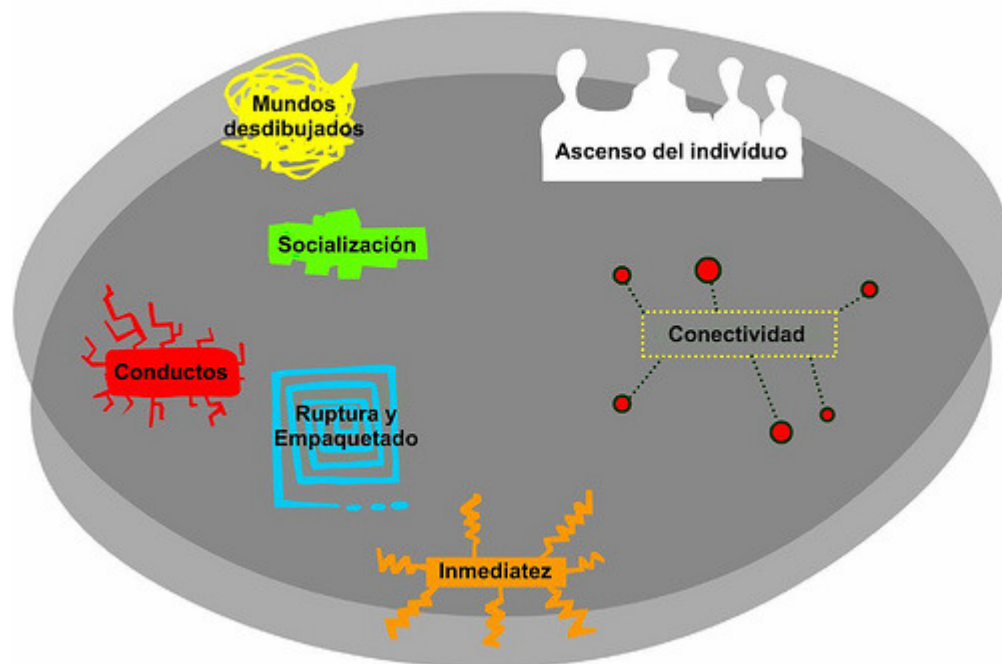 Mundos
desdibujados
Ascenso del indivíduo
Socialización
Conectividad
Conductos
Ruptura y
Empaquetado
Inmediatez